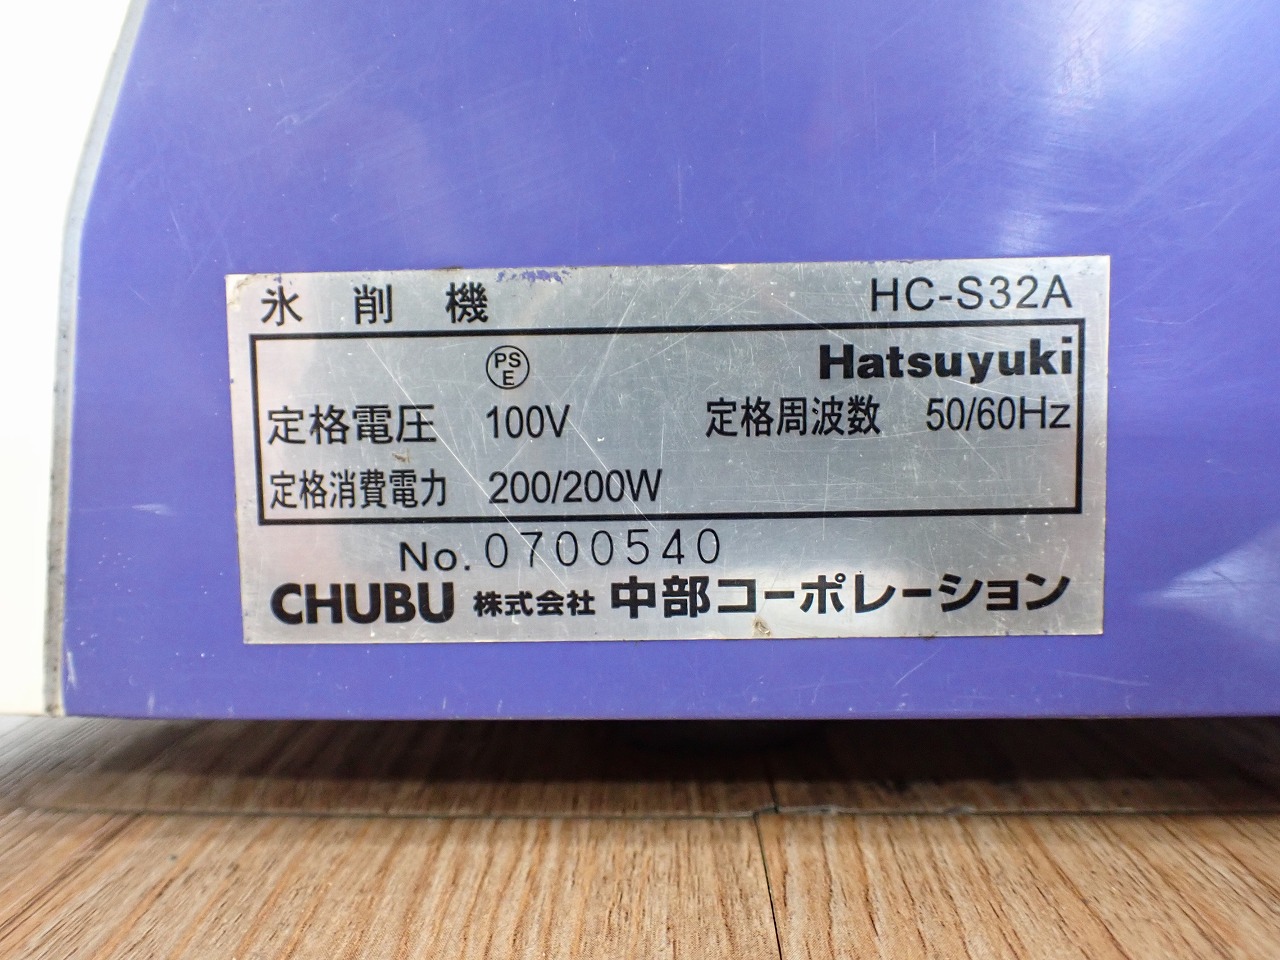 氷削機 HC-S32A
PSE Hatsuyuki
定格電圧 100V 定格周波数 50/60Hz
定格消費電力 200/200W
No. 0700540
CHUBU 株式会社 中部コーポレーション